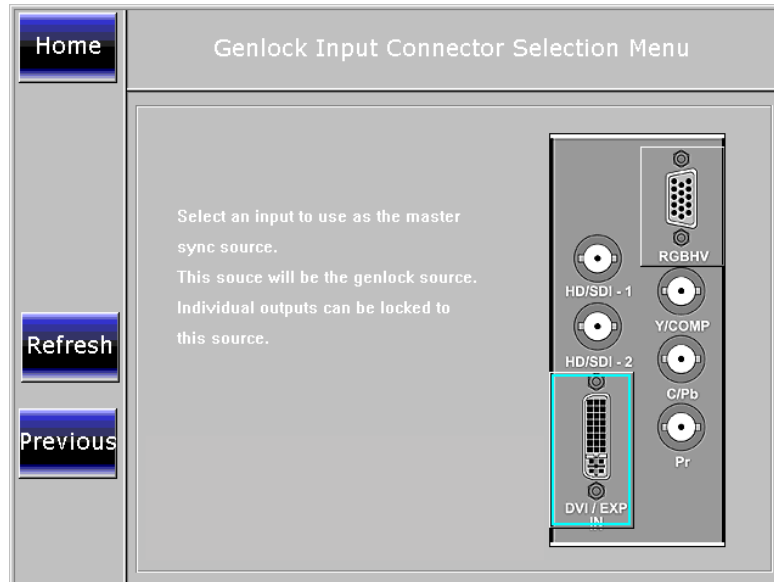 Home
Genlock Input Connector Selection Menu
Select an input to use as the master
sync source.
This souce will be the genlock source.
Individual outputs can be locked to
this source.
RGBHV
HD/SDI - 1
Y/COMP
HD/SDI - 2
C/Pb
Pr
DVI / EXP
IN
Refresh
Previous